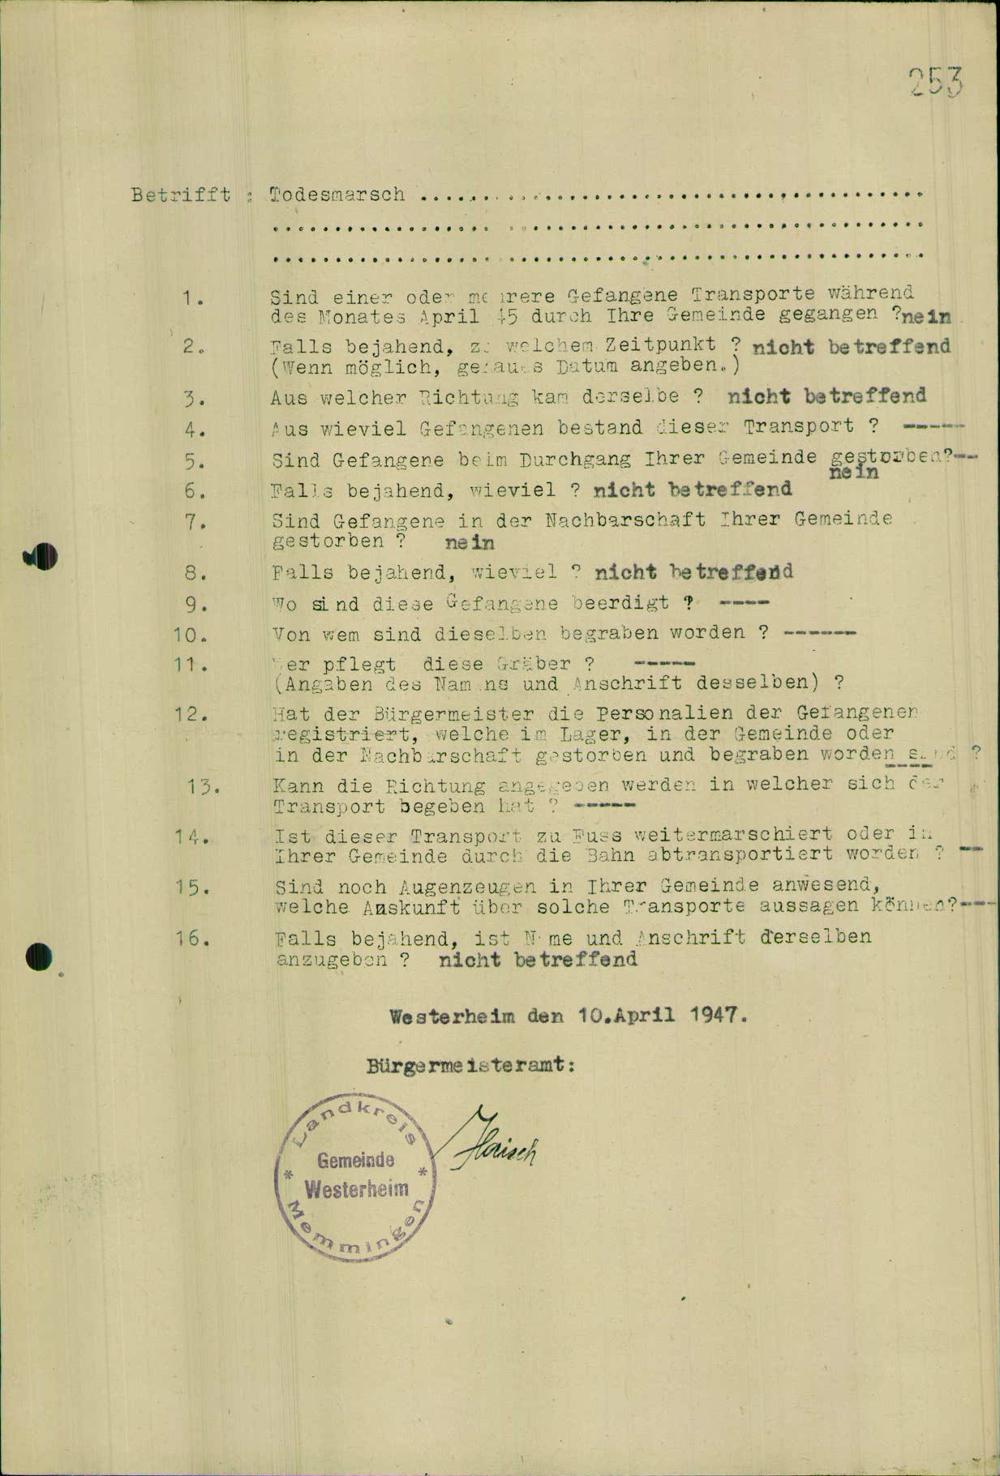 253
Betrifft : Todesmarsch ................................................
................................................
................................................
1. Sind einer oder mehrere Gefangene Transporte während
des Monates April 45 durch Ihre Gemeinde gegangen ?nein
2. Falls bejahend, zu welchem Zeitpunkt ? nicht betreffend
(Wenn möglich, genaues Datum angeben.)
3. Aus welcher Richtung kam derselbe ? nicht betreffend
4. Aus wieviel Gefangenen bestand dieser Transport ? -----
5. Sind Gefangene beim Durchgang Ihrer Gemeinde gestorben?--
nein
6. Falls bejahend, wieviel ? nicht betreffend
7. Sind Gefangene in der Nachbarschaft Ihrer Gemeinde
gestorben ? nein
8. Falls bejahend, wieviel ? nicht betreffend
9. Wo sind diese Gefangene beerdigt ? ----
10. Von wem sind dieselben begraben worden ? ------
11. Wer pflegt diese Gräber ? -----
(Angaben des Namens und Anschrift desselben) ?
12. Hat der Bürgermeister die Personalien der Gefangenen
registriert, welche im Lager, in der Gemeinde oder
in der Nachbarschaft gestorben und begraben worden sind ?
----
13. Kann die Richtung angegeben werden in welcher sich der
Transport begeben hat ? -----
14. Ist dieser Transport zu Fuss weitermarschiert oder in
Ihrer Gemeinde durch die Bahn abtransportiert worden ? --
15. Sind noch Augenzeugen in Ihrer Gemeinde anwesend,
welche Auskunft über solche Transporte aussagen können?---
16. Falls bejahend, ist Name und Anschrift derselben
anzugeben ? nicht betreffend
Westerheim den 10.April 1947.
Bürgermeisteramt:
Landkreis
Gemeinde
* Westerheim *
Memmingen